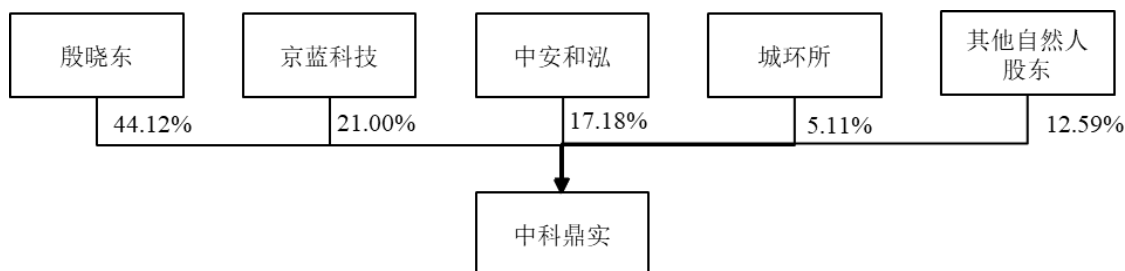 殷晓东
京蓝科技
中安和泓
城环所
其他自然人
股东
44.12%
21.00%
17.18%
5.11%
12.59%
中科鼎实